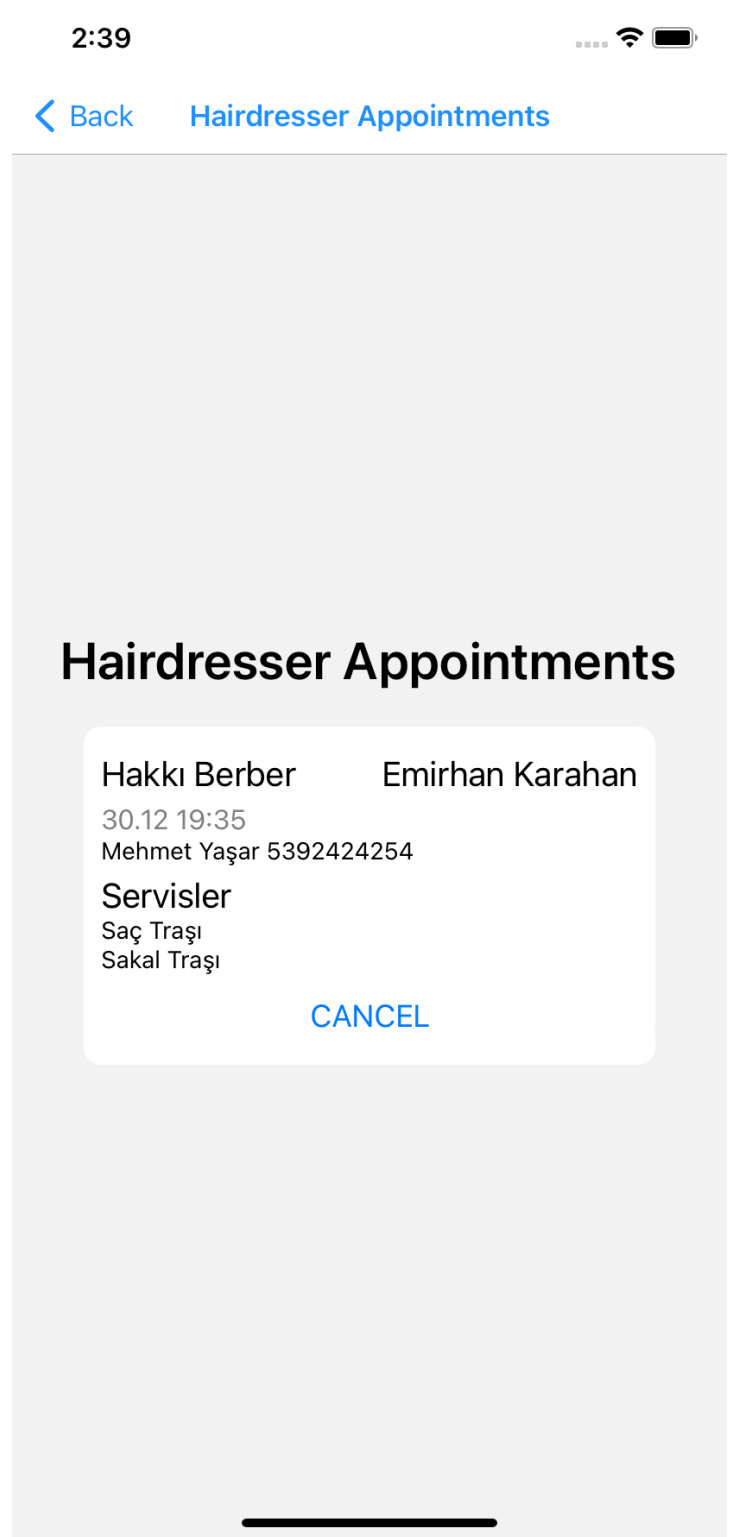 2:39
Back Hairdresser Appointments
Hairdresser Appointments
Hakkı Berber Emirhan Karahan
30.12 19:35
Mehmet Yaşar 5392424254
Servisler
Saç Traşı
Sakal Traşı
CANCEL